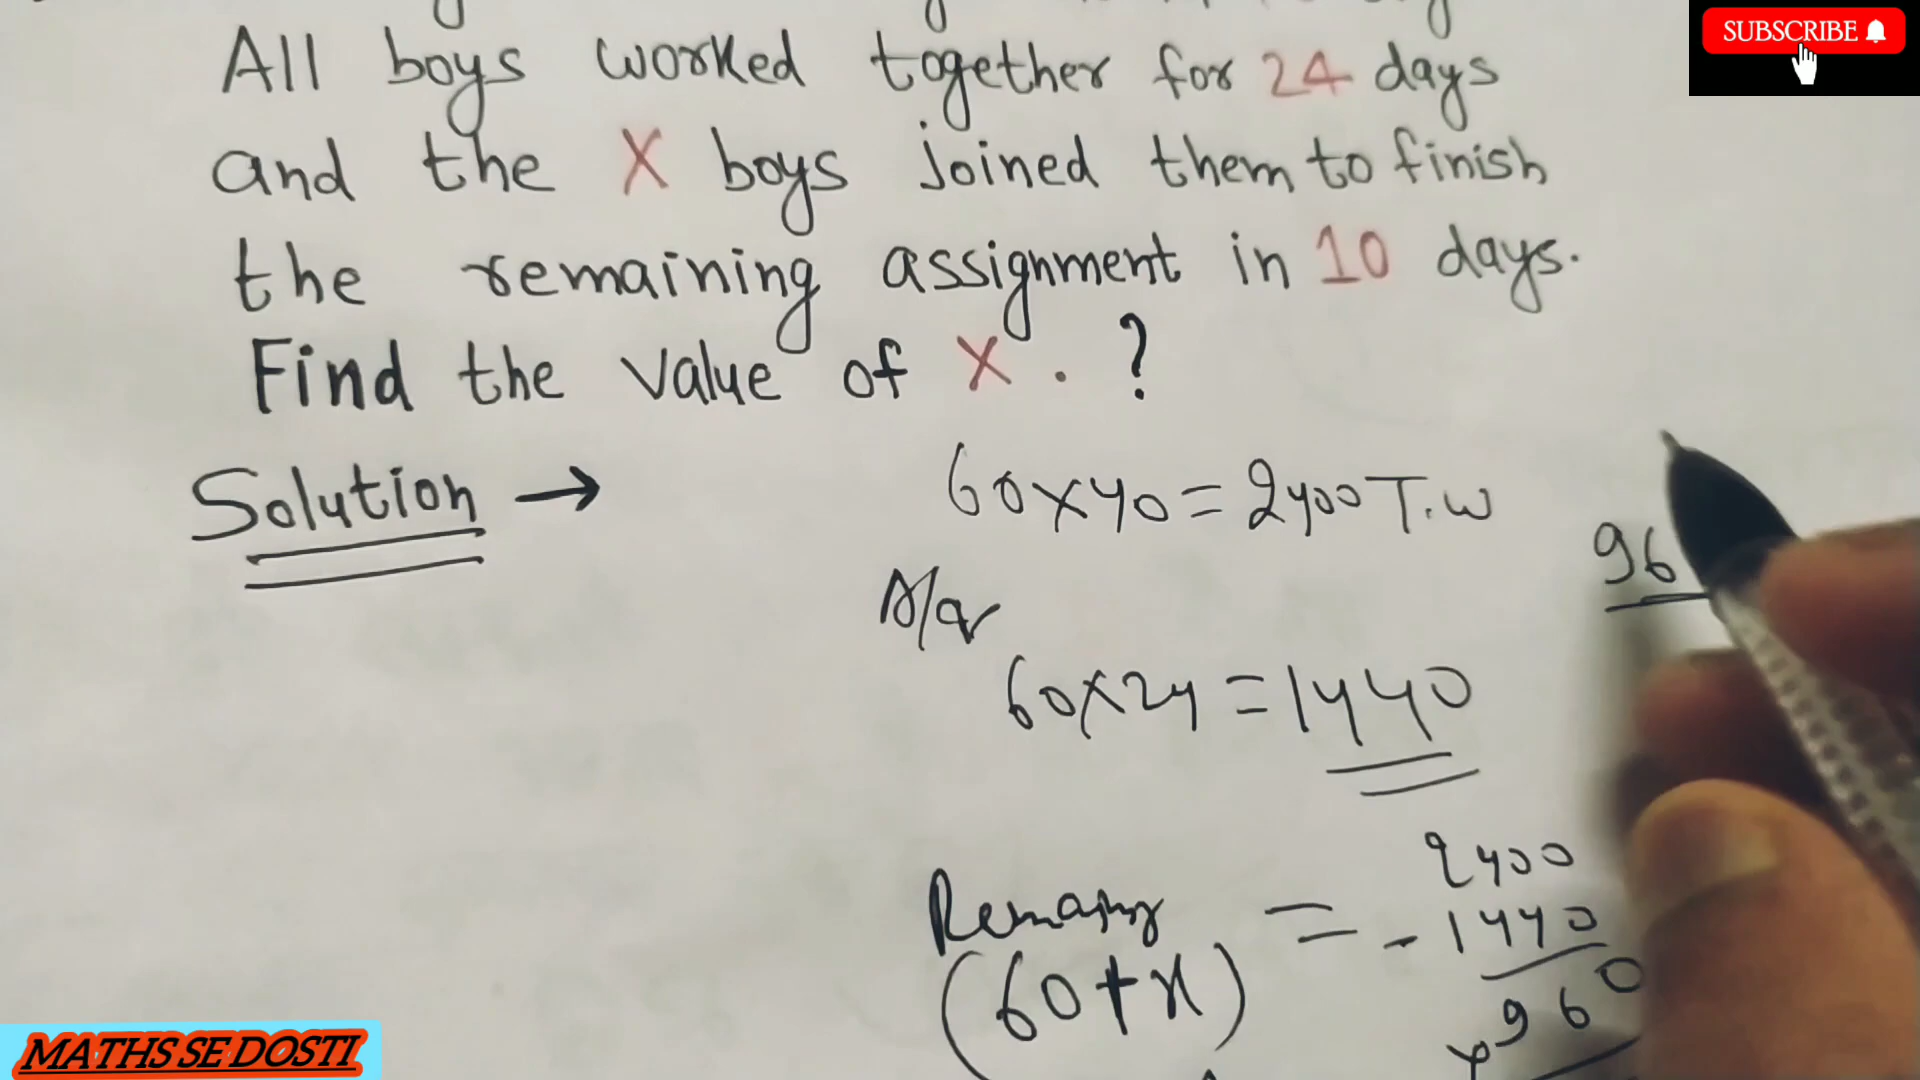 SUBSCRIBE
All boys worked together for 24 days
and the X boys joined them to finish
the remaining assignment in 10 days.
Find the value of X . ?
Solution →
60×40=2400 T.W
96
A/q
60×24=1440
2400
Remaing = -1440
(60+x)
960
MATHS SE DOSTI